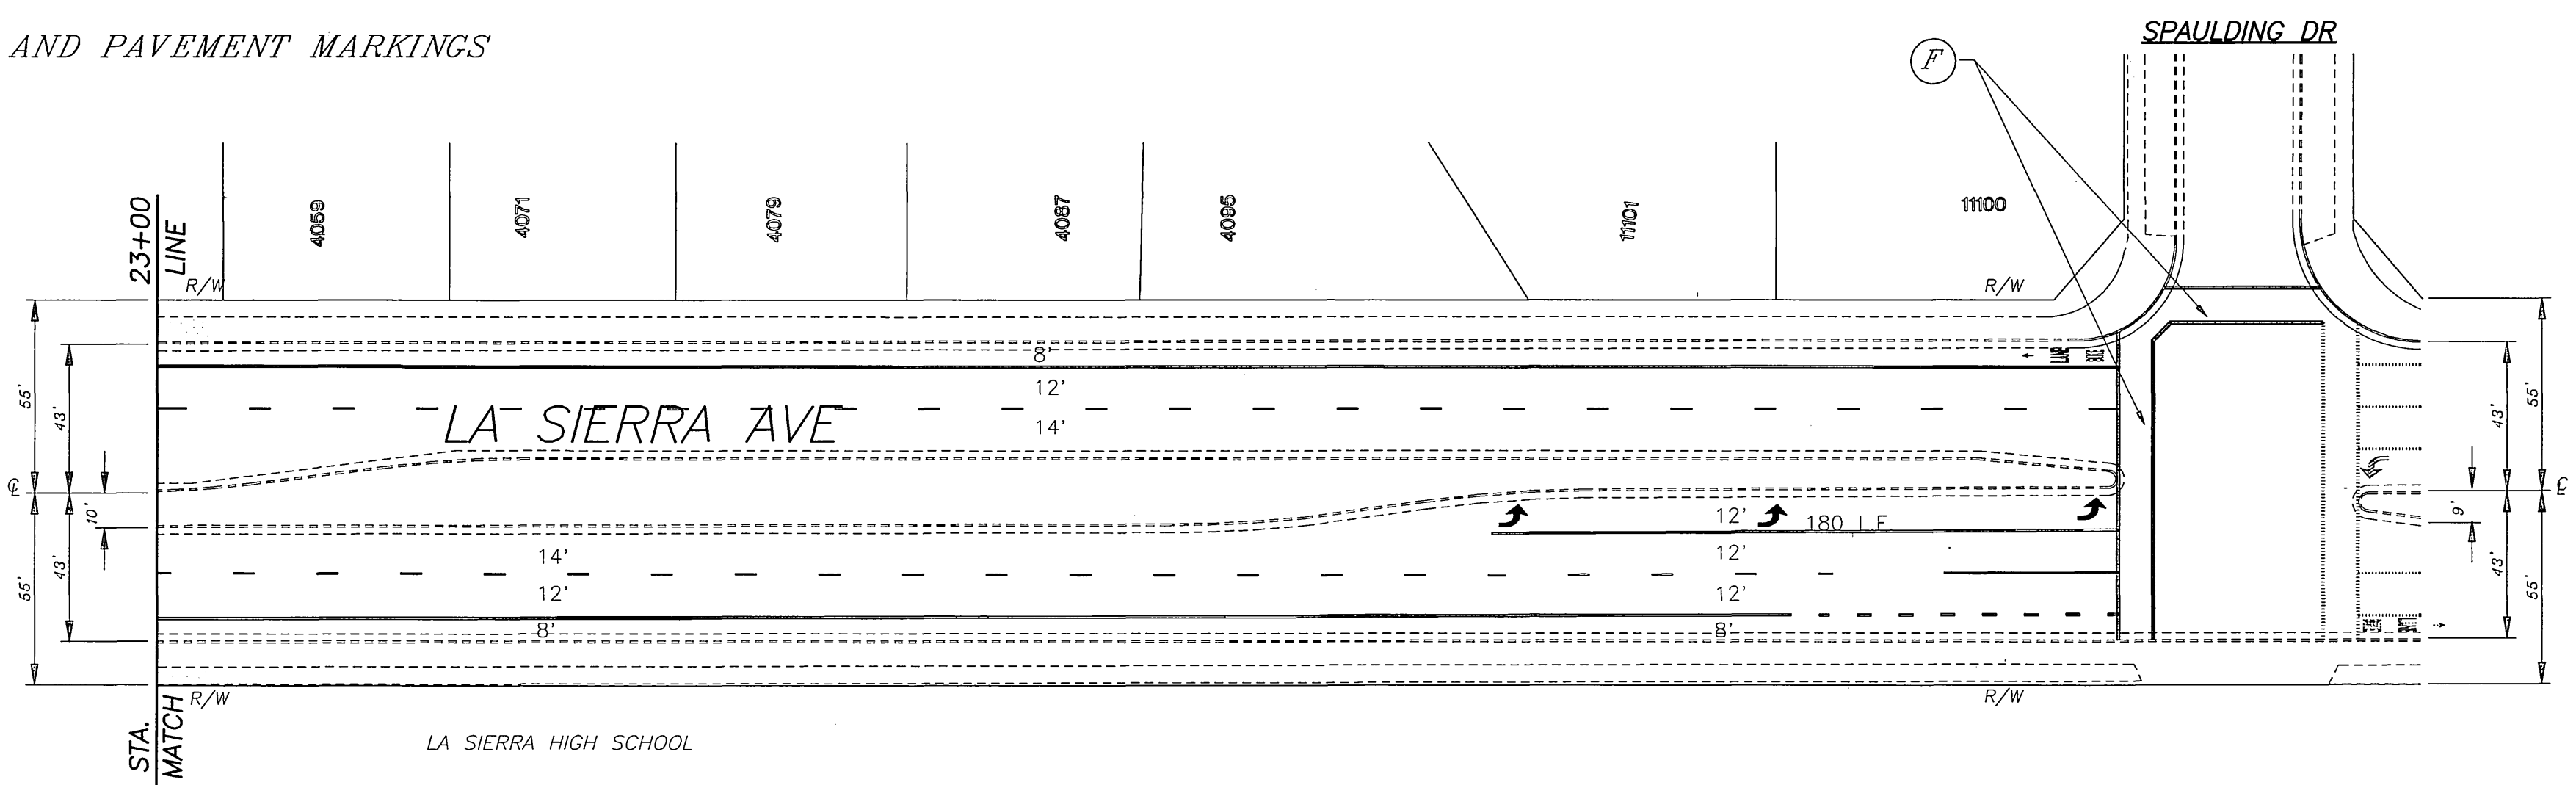 AND PAVEMENT MARKINGS
SPAULDING DR
F
23+00
LINE
4059
4071
4079
4087
4095
11101
11100
R/W
R/W
55'
43'
8'
LANE
BIKE
12'
LA SIERRA AVE
14'
43'
55'
℄
10'
℄
9'
12'
180 L.F.
14'
12'
12'
12'
43'
55'
8'
8'
43'
55'
R/W
R/W
STA.
MATCH
LA SIERRA HIGH SCHOOL